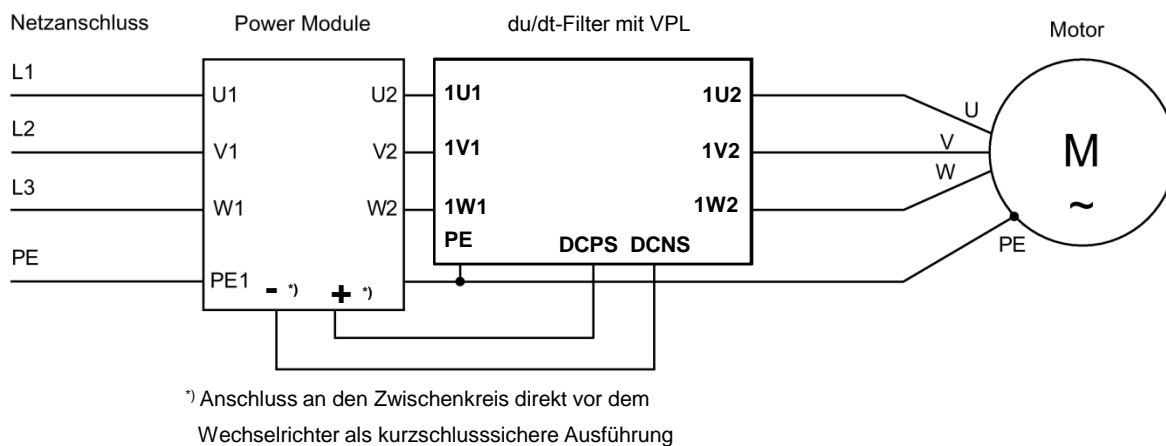 Netzanschluss
Power Module
du/dt-Filter mit VPL
Motor
L1
U1
U2
1U1
1U2
U
L2
V1
V2
1V1
1V2
V
M
~
L3
W1
W2
1W1
1W2
W
PE
PE1
PE
DCPS
DCNS
PE
- *)
+ *)
*) Anschluss an den Zwischenkreis direkt vor dem
Wechselrichter als kurzschlusssichere Ausführung